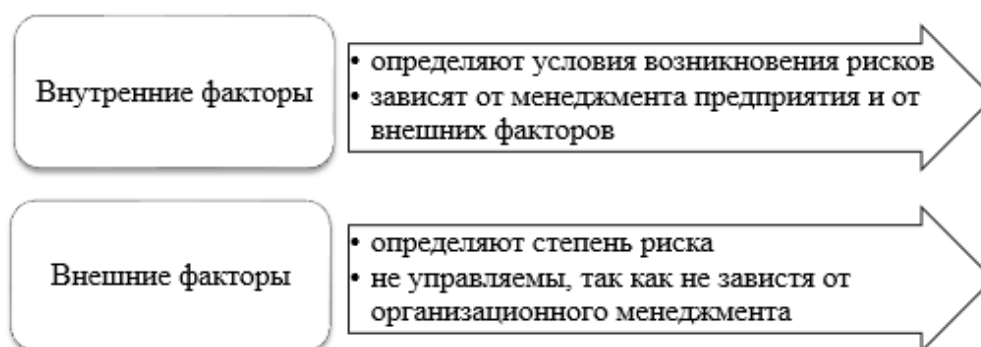 Внутренние факторы
• определяют условия возникновения рисков
• зависят от менеджмента предприятия и от
внешних факторов
Внешние факторы
• определяют степень риска
• не управляемы, так как не завистя от
организационного менеджмента